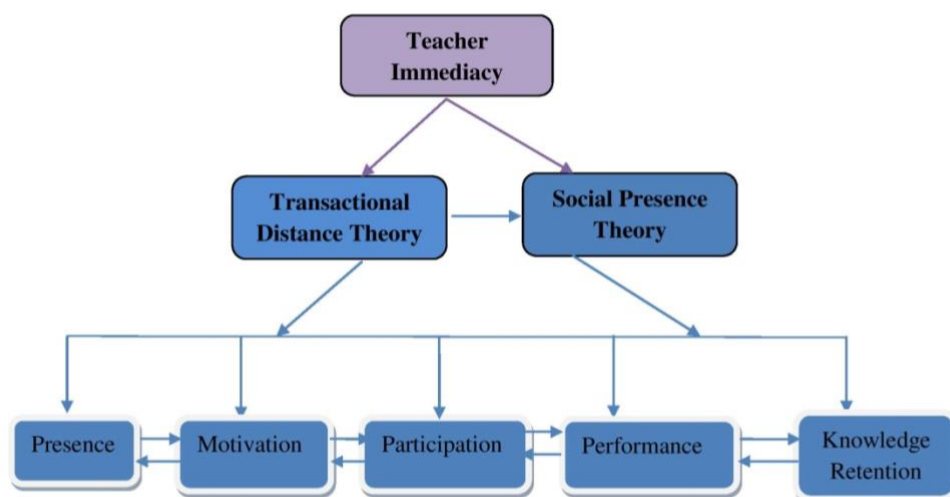 Teacher
Immediacy
Transactional
Distance Theory
Social Presence
Theory
Presence
Motivation
Participation
Performance
Knowledge
Retention